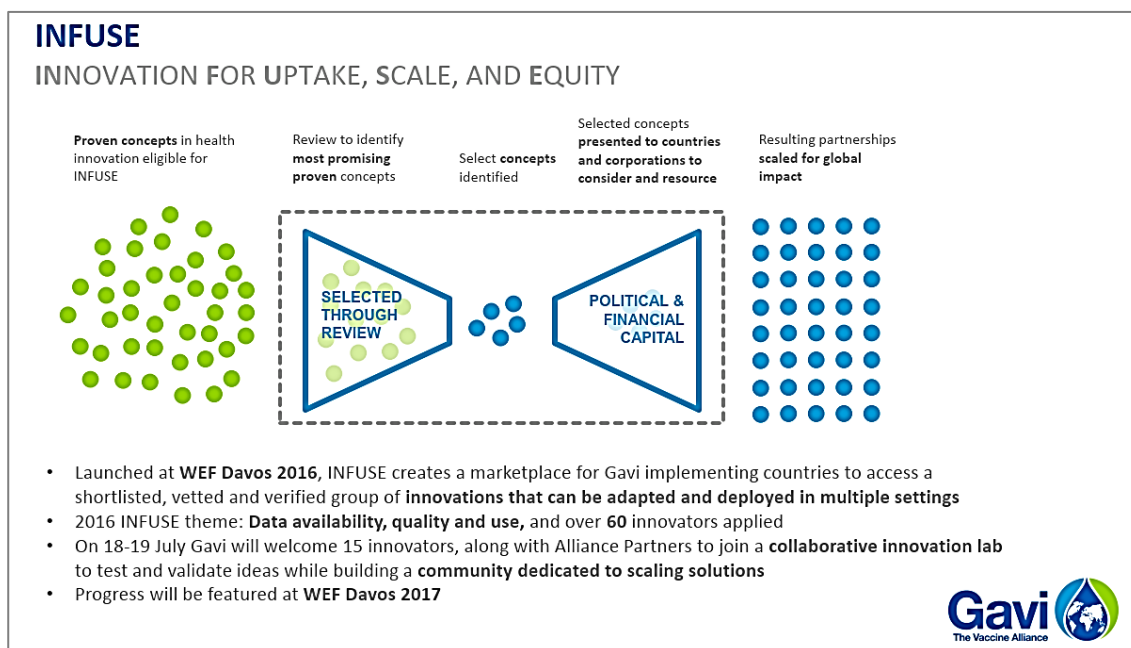 INFUSE
INNOVATION FOR UPTAKE, SCALE, AND EQUITY
Proven concepts in health
innovation eligible for
INFUSE
Review to identify
most promising
proven concepts
Select concepts
identified
Selected concepts
presented to countries
and corporations to
consider and resource
Resulting partnerships
scaled for global
impact
SELECTED
THROUGH
REVIEW
POLITICAL &
FINANCIAL
CAPITAL
• Launched at WEF Davos 2016, INFUSE creates a marketplace for Gavi implementing countries to access a
shortlisted, vetted and verified group of innovations that can be adapted and deployed in multiple settings
• 2016 INFUSE theme: Data availability, quality and use, and over 60 innovators applied
• On 18-19 July Gavi will welcome 15 innovators, along with Alliance Partners to join a collaborative innovation lab
to test and validate ideas while building a community dedicated to scaling solutions
• Progress will be featured at WEF Davos 2017
Gavi
The Vaccine Alliance